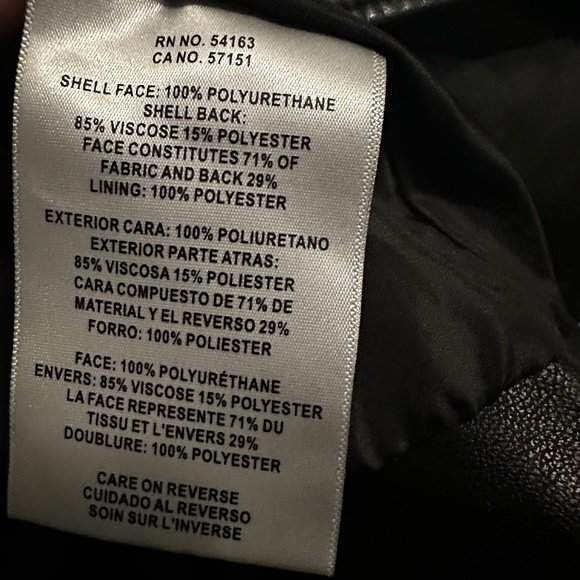 RN NO. 54163
CA NO. 57151
SHELL FACE: 100% POLYURETHANE
SHELL BACK:
85% VISCOSE 15% POLYESTER
FACE CONSTITUTES 71% OF
FABRIC AND BACK 29%
LINING: 100% POLYESTER
EXTERIOR CARA: 100% POLIURETANO
EXTERIOR PARTE ATRAS:
85% VISCOSA 15% POLIESTER
CARA COMPUESTO DE 71% DE
MATERIAL Y EL REVERSO 29%
FORRO: 100% POLIESTER
FACE: 100% POLYURÉTHANE
ENVERS: 85% VISCOSE 15% POLYESTER
LA FACE REPRESENTE 71% DU
TISSU ET L'ENVERS 29%
DOUBLURE: 100% POLYESTER
CARE ON REVERSE
CUIDADO AL REVERSO
SOIN SUR L'INVERSE